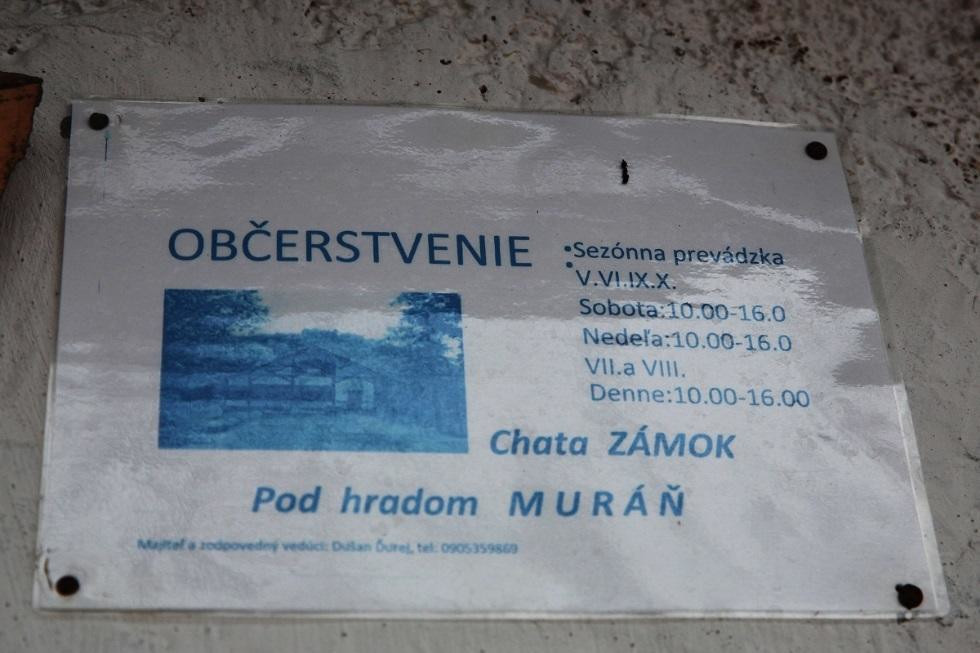 OBČERSTVENIE
•Sezónna prevádzka
•V.VI.IX.X.
Sobota:10.00-16.0
Nedeľa:10.00-16.0
VII.a VIII.
Denne:10.00-16.00
Chata ZÁMOK
Pod hradom MURÁŇ
Majiteľ a zodpovedný vedúci: Dušan Ďurej, tel: 0905359869